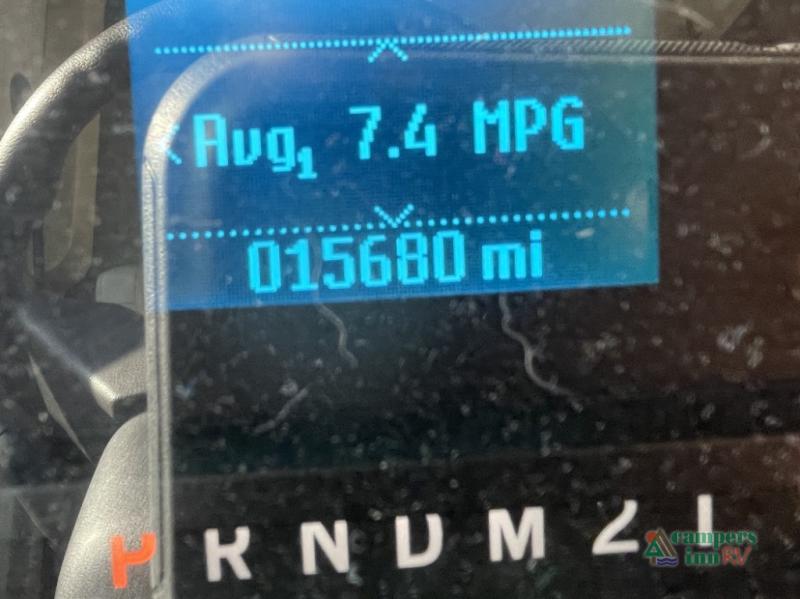 Avg1 7.4 MPG
015680 mi
P R N D M 2 1
campers
inn RV